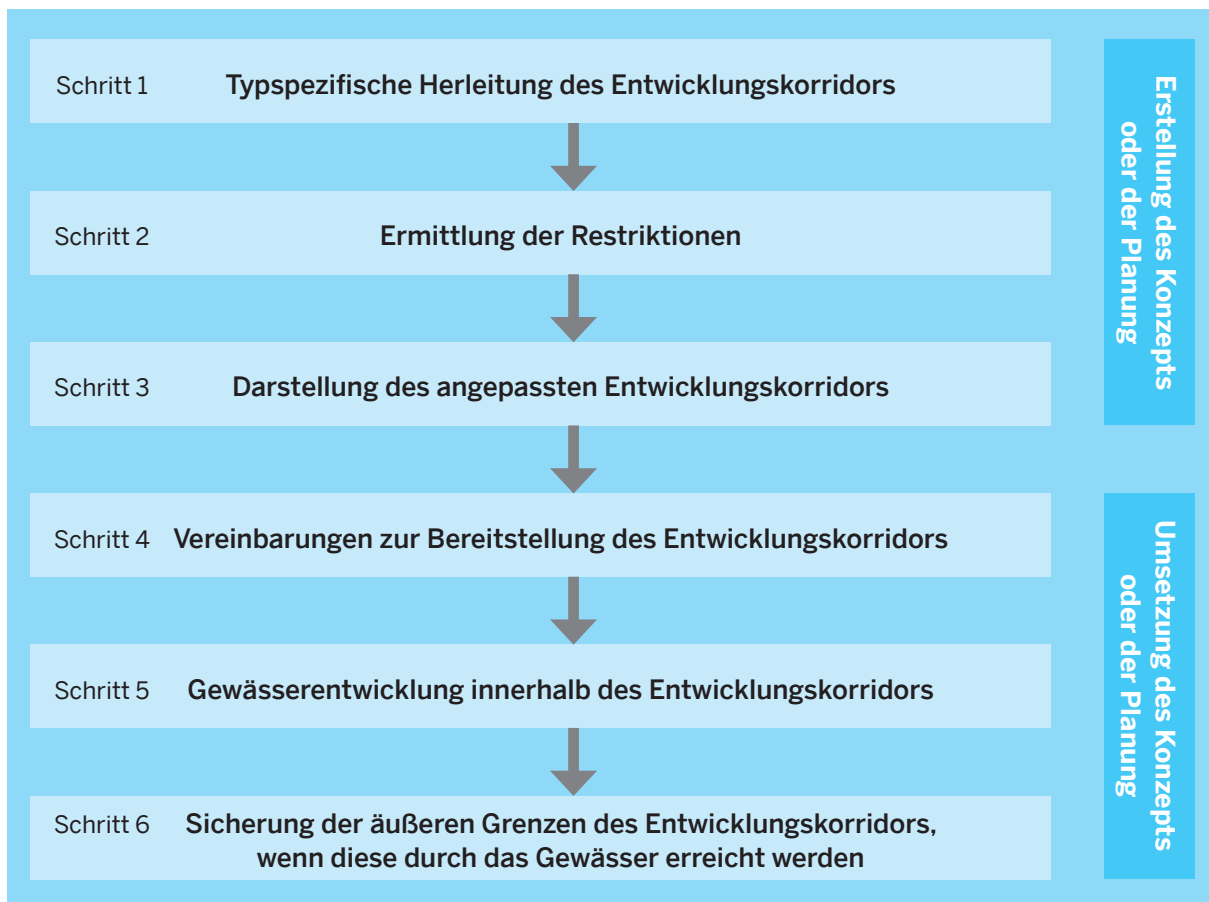 Schritt 1 Typspezifische Herleitung des Entwicklungskorridors
Schritt 2 Ermittlung der Restriktionen
Schritt 3 Darstellung des angepassten Entwicklungskorridors
Erstellung des Konzepts
oder der Planung
Schritt 4 Vereinbarungen zur Bereitstellung des Entwicklungskorridors
Schritt 5 Gewässerentwicklung innerhalb des Entwicklungskorridors
Schritt 6 Sicherung der äußeren Grenzen des Entwicklungskorridors,
wenn diese durch das Gewässer erreicht werden
Umsetzung des Konzepts
oder der Planung